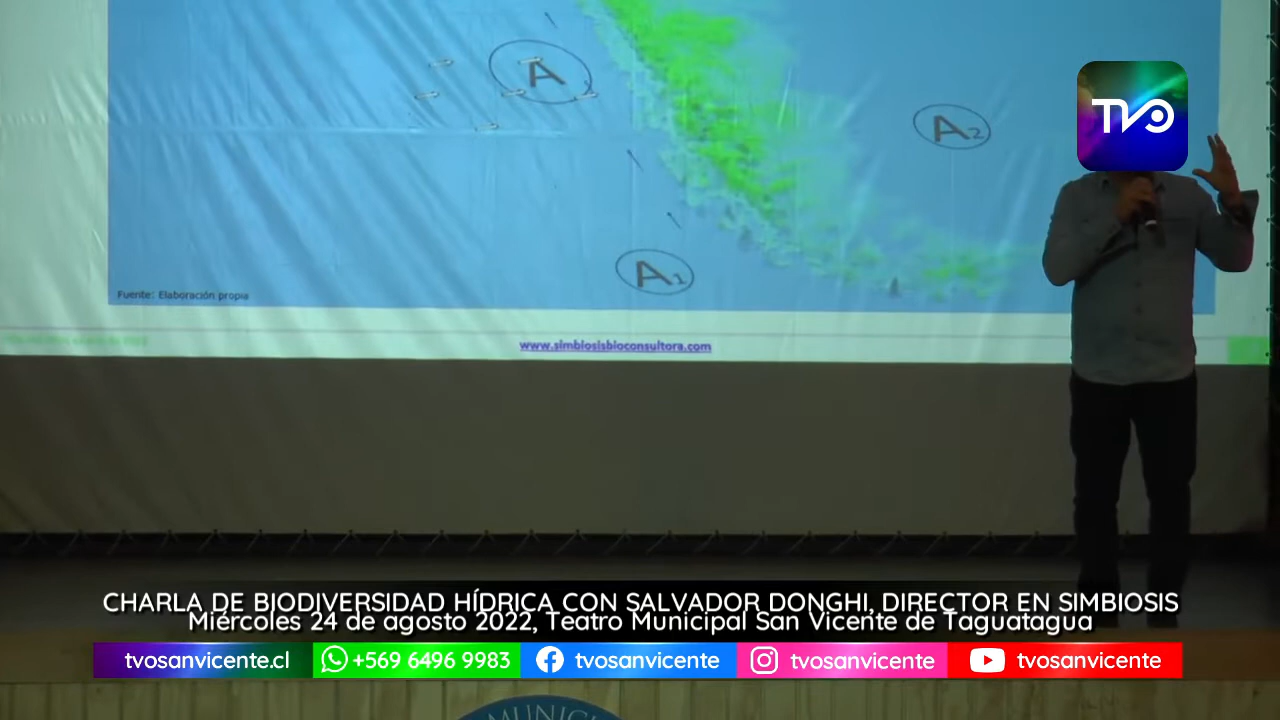 A
A2
TVO
A1
Fuente: Elaboración propia
www.simbiosisbioconsultora.com
CHARLA DE BIODIVERSIDAD HÍDRICA CON SALVADOR DONGHI, DIRECTOR EN SIMBIOSIS
Miércoles 24 de agosto 2022, Teatro Municipal San Vicente de Taguatagua
tvosanvicente.cl +569 6496 9983 tvosanvicente tvosanvicente tvosanvicente